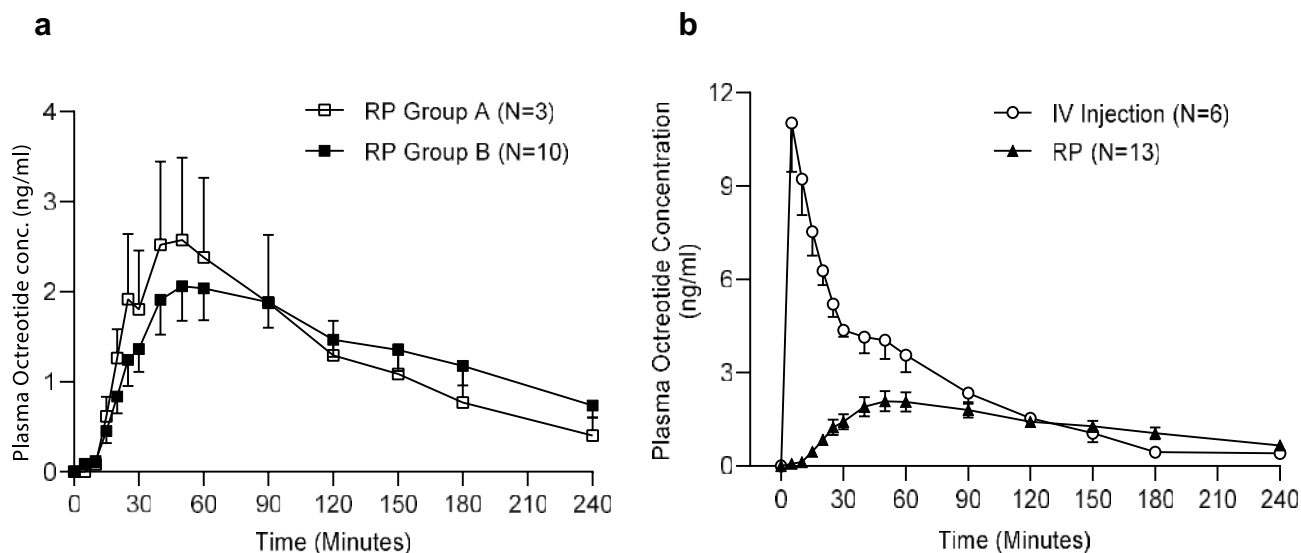 a
RP Group A (N=3)
RP Group B (N=10)
Plasma Octreotide conc. (ng/ml)
4
3
2
1
0
0 30 60 90 120 150 180 210 240
Time (Minutes)
b
IV Injection (N=6)
RP (N=13)
Plasma Octreotide Concentration
(ng/ml)
12
9
6
3
0
0 30 60 90 120 150 180 210 240
Time (Minutes)